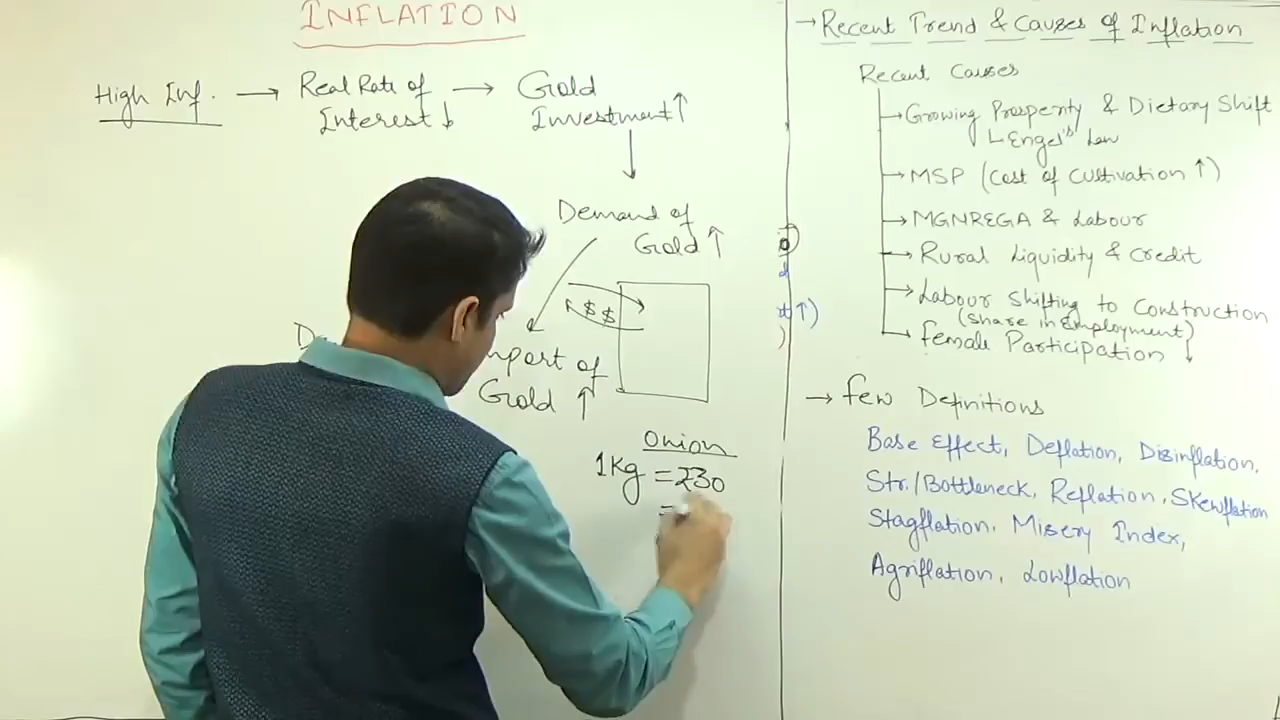 INFLATION
High Inf. → Real Rate of Interest ↓ → Gold Investment ↑
Demand of
Gold ↑
$ $
Import of
Gold ↑
Onion
1Kg = 230
=
→ Recent Trend & Causes of Inflation
Recent Causes
→ Growing Prosperity & Dietary Shift
↳ Engel's Law
→ MSP (Cost of Cultivation ↑)
→ MGNREGA & Labour
→ Rural Liquidity & Credit
→ Labour Shifting to Construction
(Share in Employment)
→ Female Participation ↓
→ Few Definitions
Base Effect, Deflation, Disinflation,
Str./Bottleneck, Reflation, Skewflation
Stagflation, Misery Index,
Agriflation, Lowflation